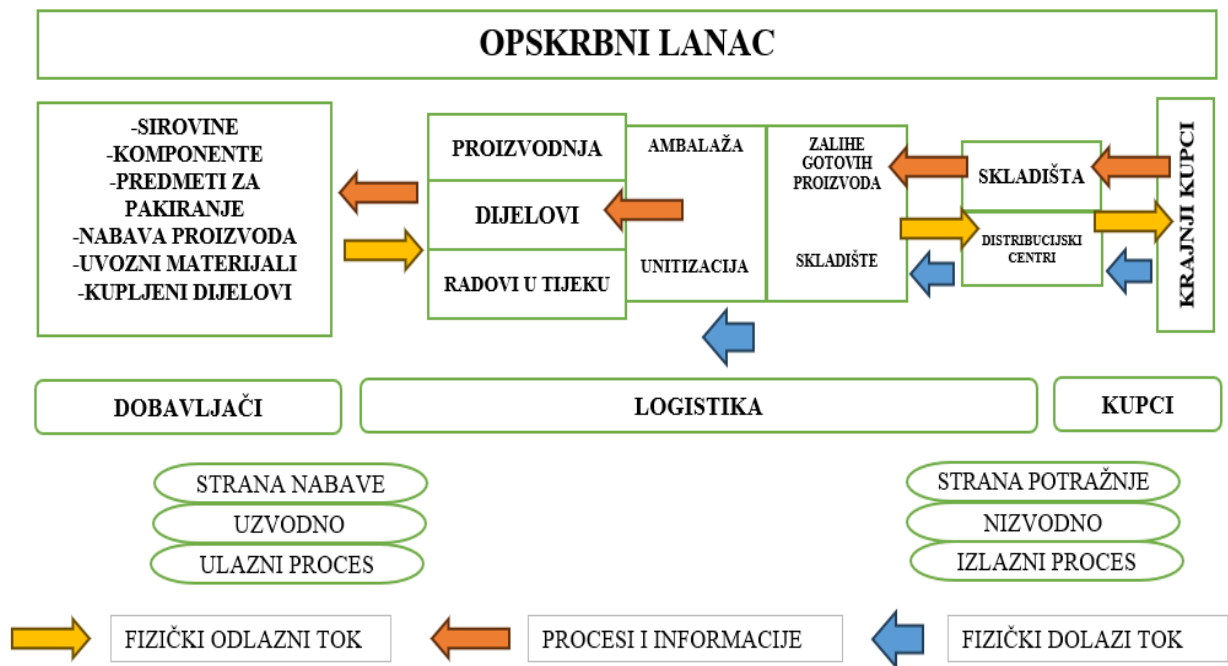 OPSKRBNI LANAC
-SIROVINE
-KOMPONENTE
-PREDMETI ZA
PAKIRANJE
-NABAVA PROIZVODA
-UVOZNI MATERIJALI
-KUPLJENI DIJELOVI
PROIZVODNJA
DIJELOVI
RADOVI U TIJEKU
AMBALAŽA
UNITIZACIJA
ZALIHE
GOTOVIH
PROIZVODA
SKLADIŠTE
SKLADIŠTA
DISTRIBUCIJSKI
CENTRI
KRAJNJI KUPCI
DOBAVLJAČI
LOGISTIKA
KUPCI
STRANA NABAVE
UZVODNO
ULAZNI PROCES
STRANA POTRAŽNJE
NIZVODNO
IZLAZNI PROCES
FIZIČKI ODLAZNI TOK
PROCESI I INFORMACIJE
FIZIČKI DOLAZI TOK